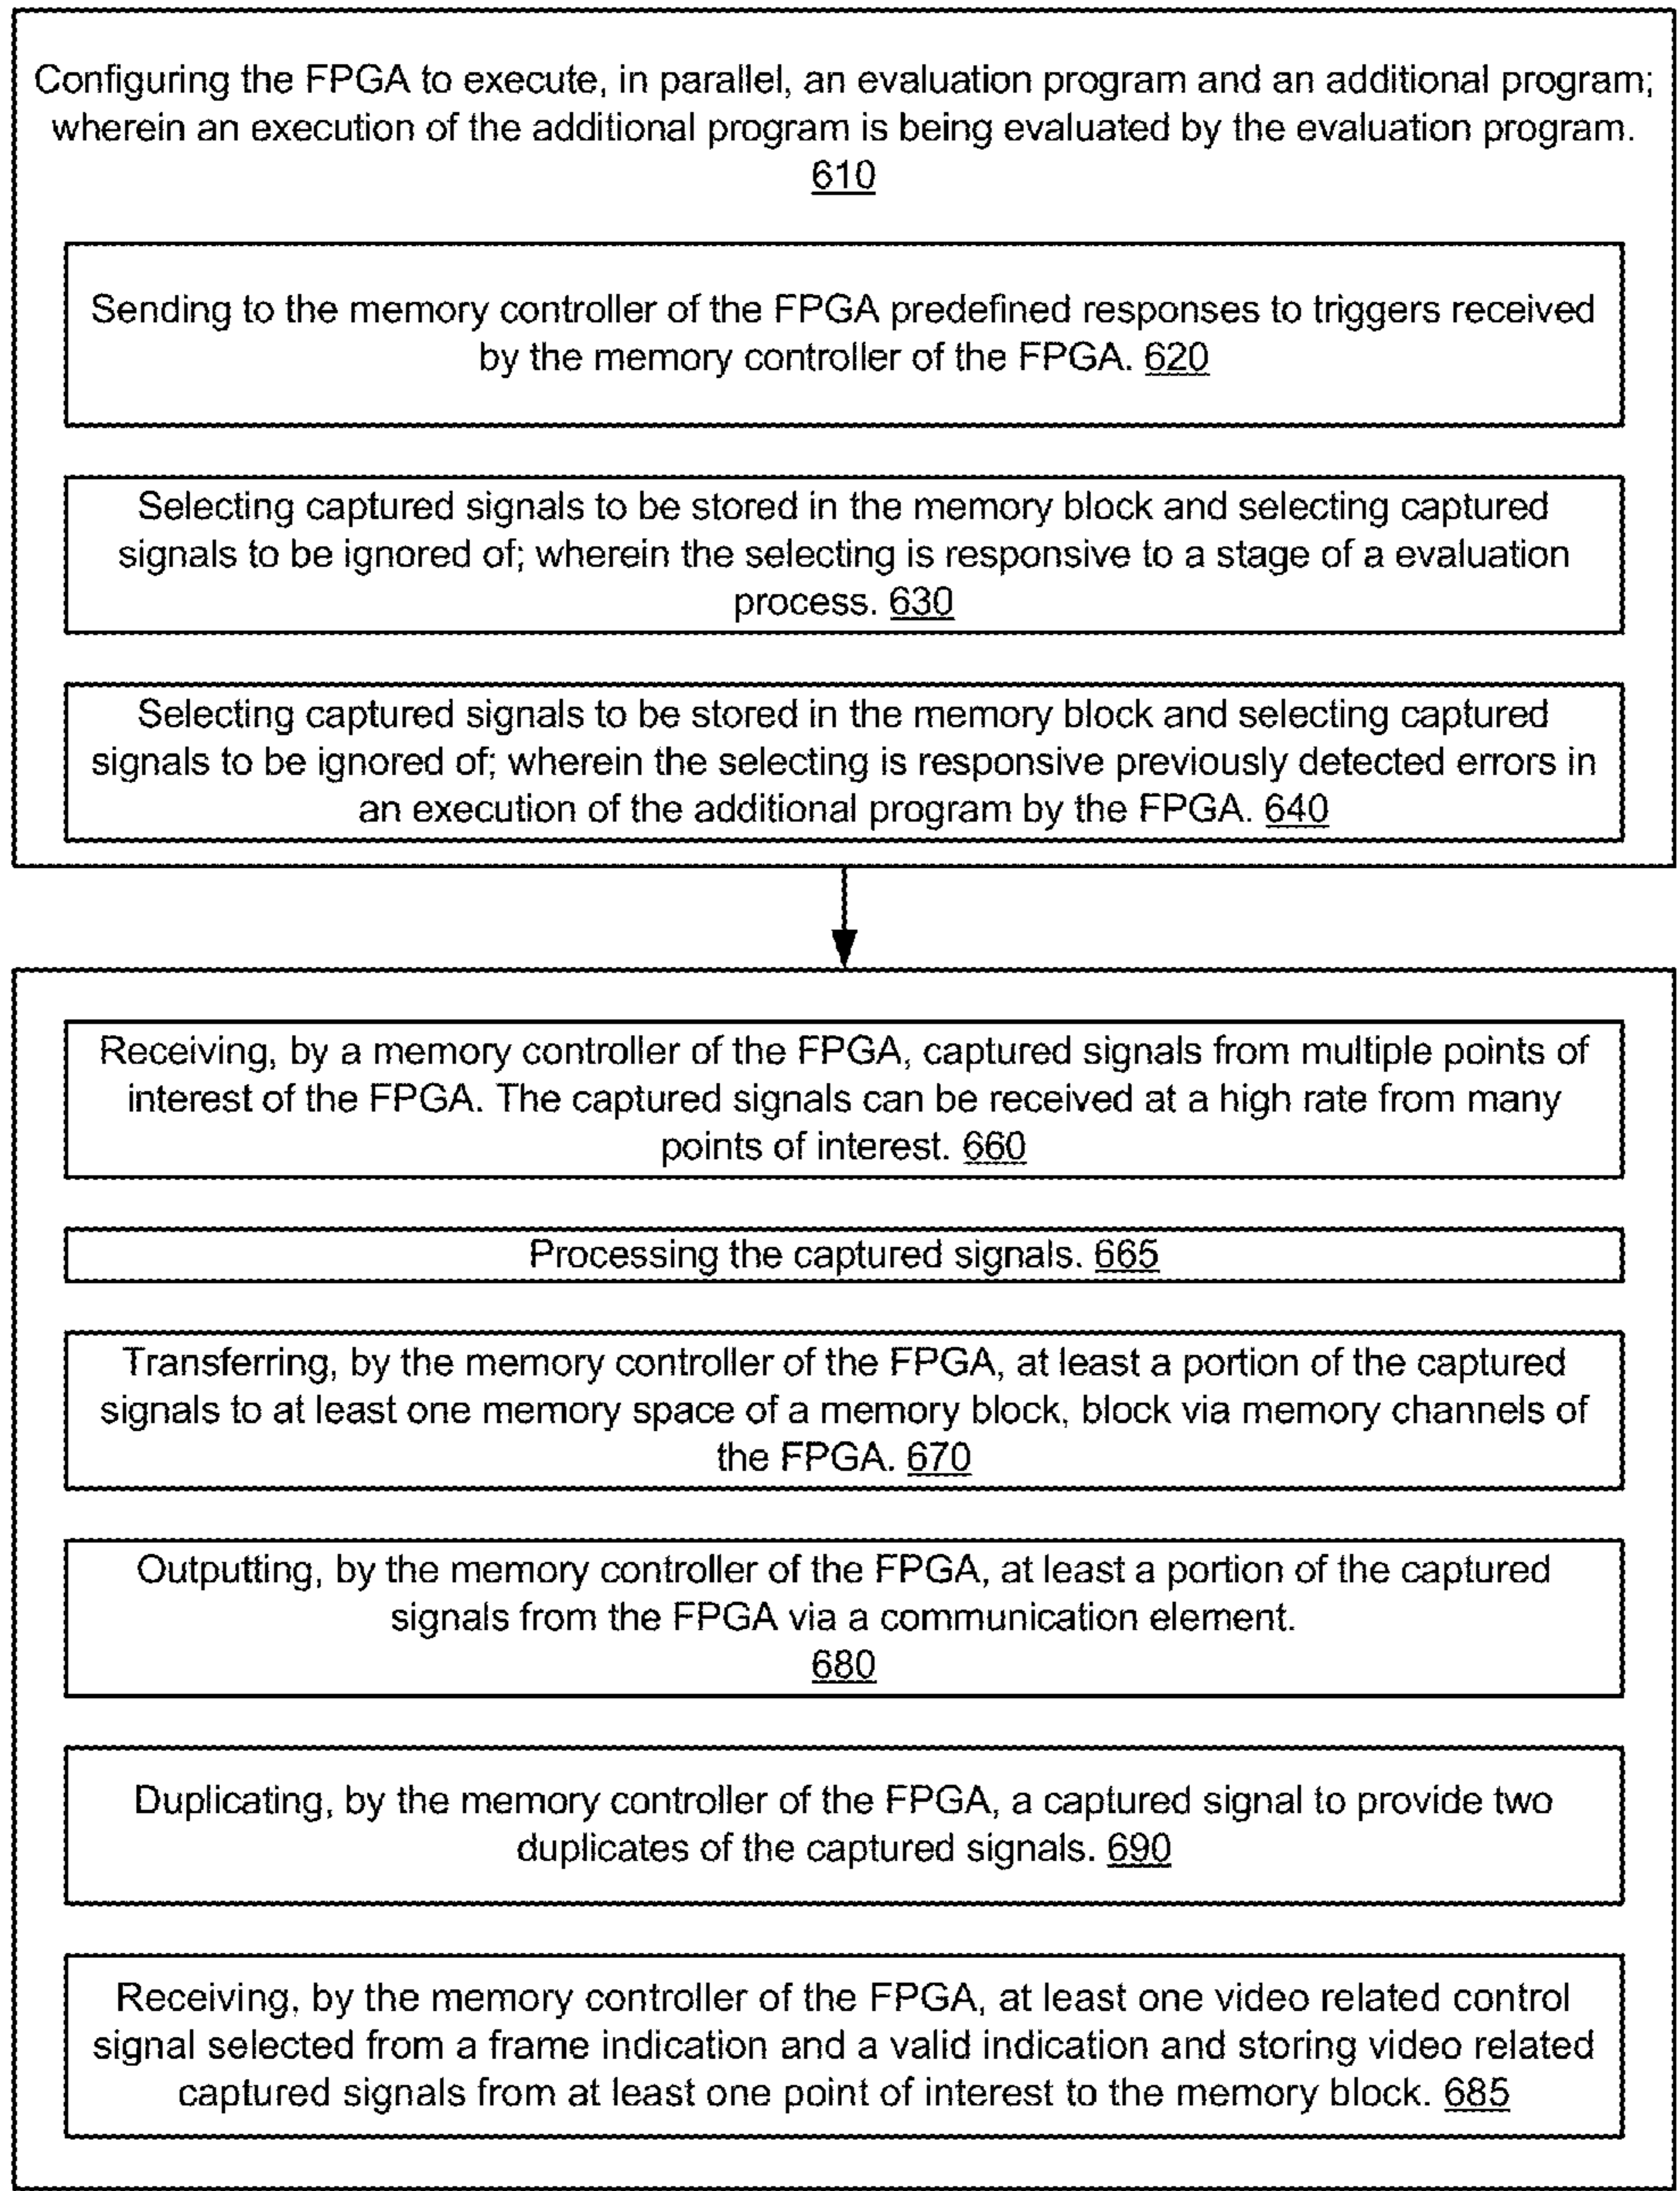 Configuring the FPGA to execute, in parallel, an evaluation program and an additional program;
wherein an execution of the additional program is being evaluated by the evaluation program.
610
Sending to the memory controller of the FPGA predefined responses to triggers received
by the memory controller of the FPGA. 620
Selecting captured signals to be stored in the memory block and selecting captured
signals to be ignored of; wherein the selecting is responsive to a stage of a evaluation
process. 630
Selecting captured signals to be stored in the memory block and selecting captured
signals to be ignored of; wherein the selecting is responsive previously detected errors in
an execution of the additional program by the FPGA. 640
Receiving, by a memory controller of the FPGA, captured signals from multiple points of
interest of the FPGA. The captured signals can be received at a high rate from many
points of interest. 660
Processing the captured signals. 665
Transferring, by the memory controller of the FPGA, at least a portion of the captured
signals to at least one memory space of a memory block, block via memory channels of
the FPGA. 670
Outputting, by the memory controller of the FPGA, at least a portion of the captured
signals from the FPGA via a communication element.
680
Duplicating, by the memory controller of the FPGA, a captured signal to provide two
duplicates of the captured signals. 690
Receiving, by the memory controller of the FPGA, at least one video related control
signal selected from a frame indication and a valid indication and storing video related
captured signals from at least one point of interest to the memory block. 685